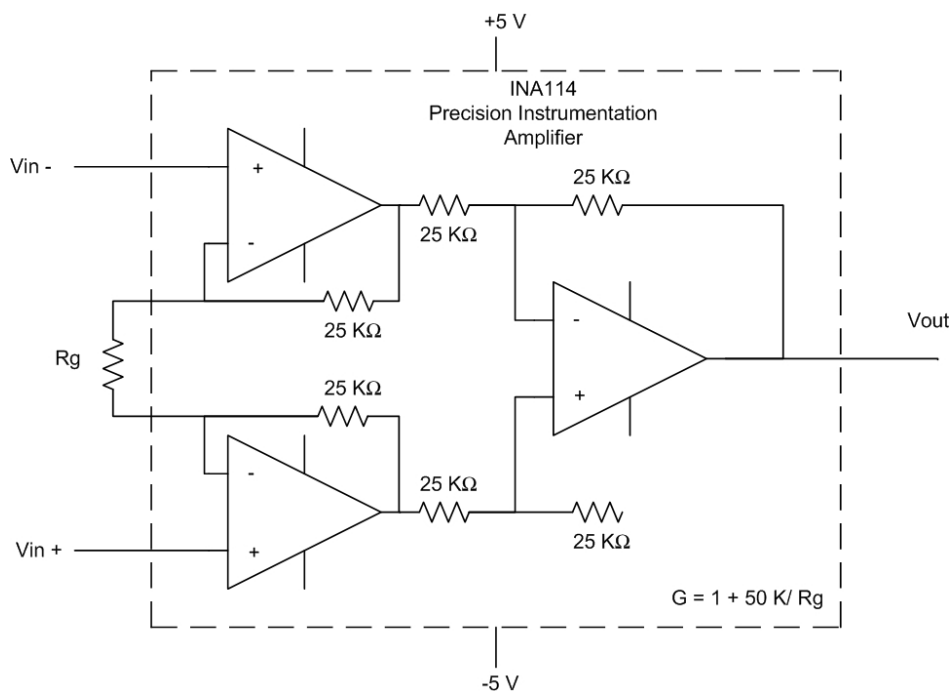 +5 V
INA114
Precision Instrumentation
Amplifier
Vin -
+
-
25 KΩ
25 KΩ
25 KΩ
Rg
25 KΩ
-
+
Vout
-
+
Vin +
25 KΩ
25 KΩ
G = 1 + 50 K/ Rg
-5 V